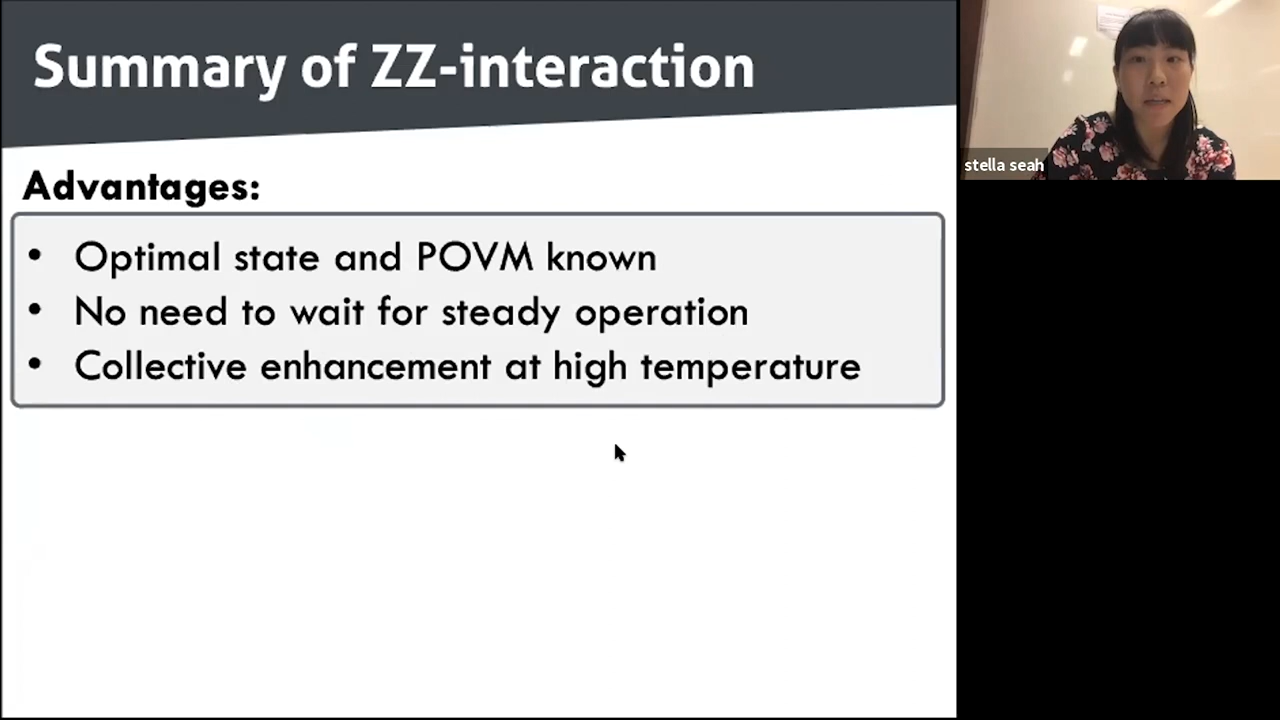 Summary of ZZ-interaction
Advantages:
• Optimal state and POVM known
• No need to wait for steady operation
• Collective enhancement at high temperature
stella seah